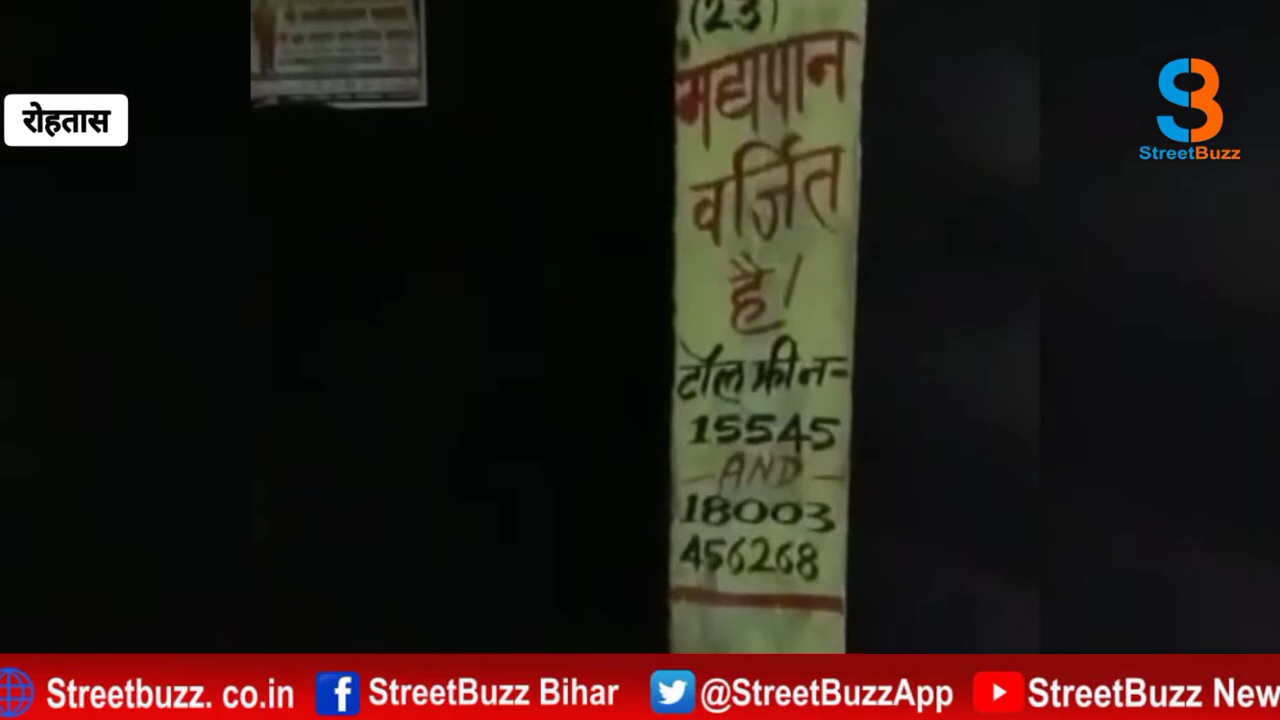 (23)
मद्यपान
वर्जित
है!
टॉल फ्री न=
15545
AND
18003
456268
रोहतास
StreetBuzz
Streetbuzz. co.in
StreetBuzz Bihar
@StreetBuzzApp
StreetBuzz New